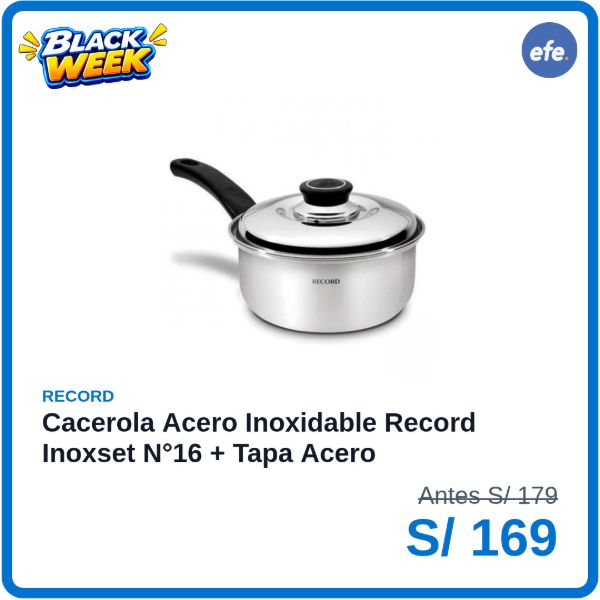 BLACK
WEEK
efe.
RECORD
RECORD
Cacerola Acero Inoxidable Record
Inoxset N°16 + Tapa Acero
Antes S/ 179
S/ 169